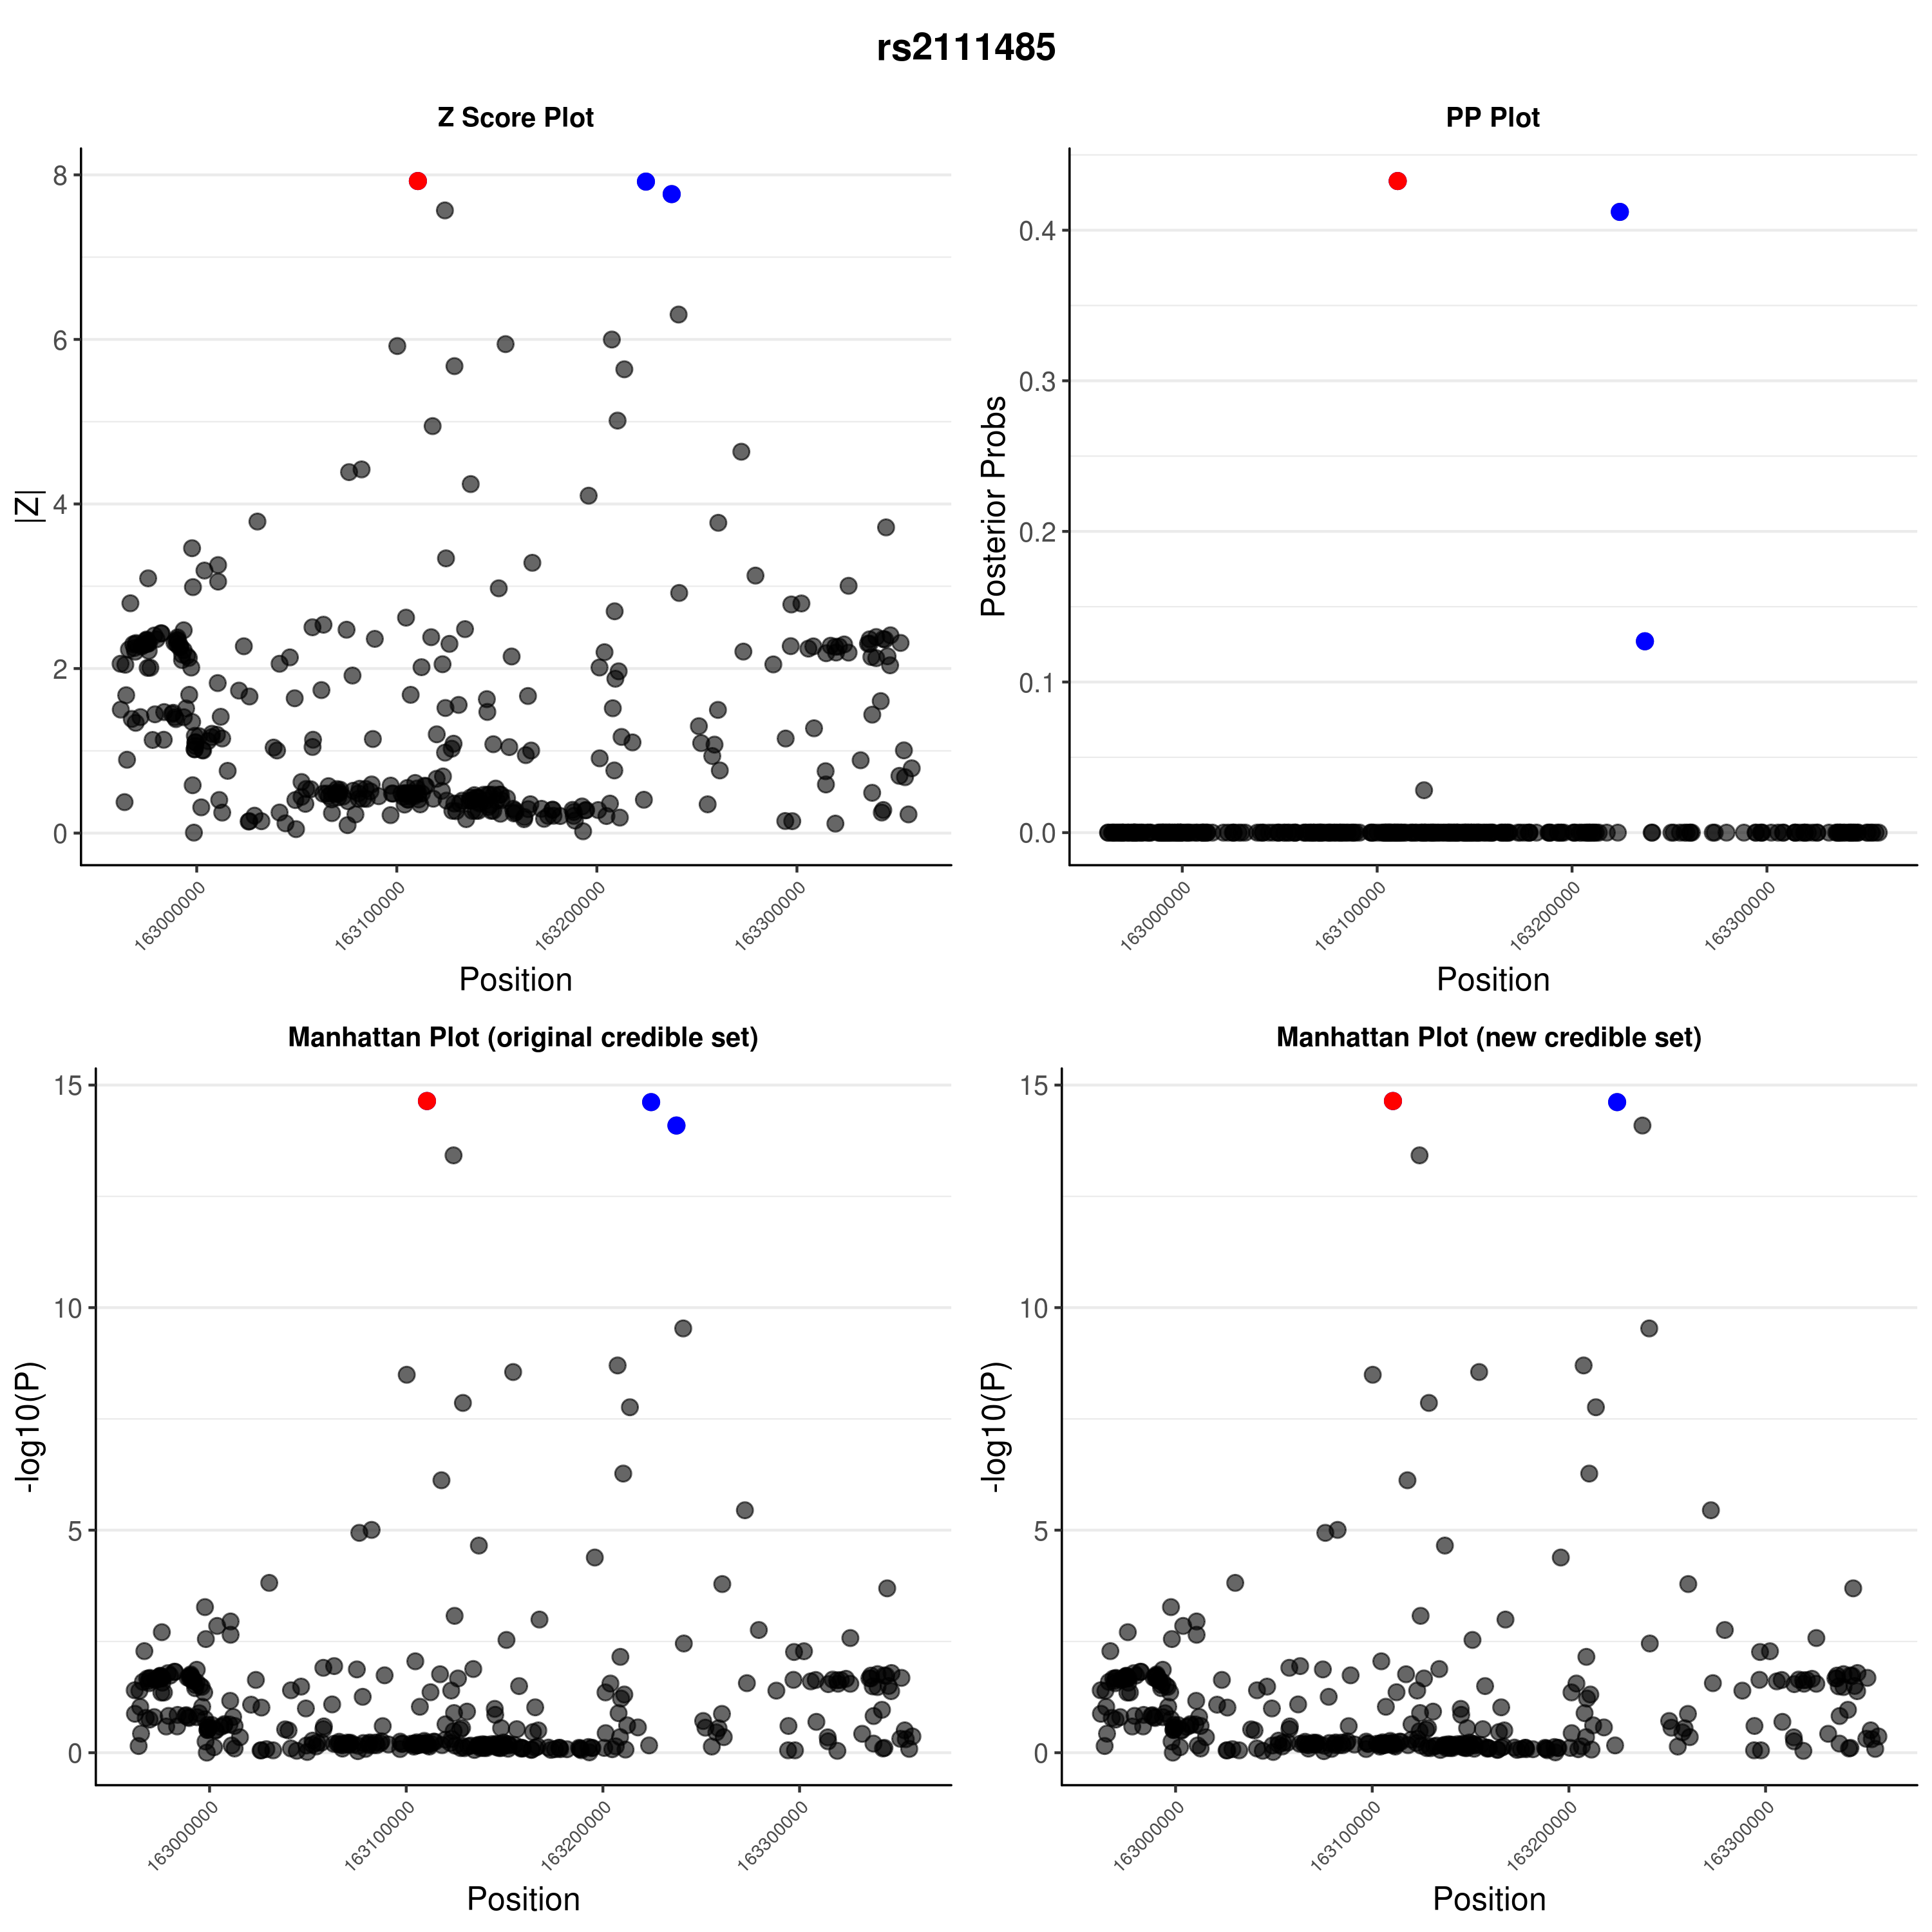 rs2111485
Z Score Plot
8
6
4
2
0
|Z|
163000000
163100000
163200000
163300000
Position
PP Plot
0.4
0.3
0.2
0.1
0.0
Posterior Probs
163000000
163100000
163200000
163300000
Position
Manhattan Plot (original credible set)
15
10
5
0
-log10(P)
163000000
163100000
163200000
163300000
Position
Manhattan Plot (new credible set)
15
10
5
0
-log10(P)
163000000
163100000
163200000
163300000
Position